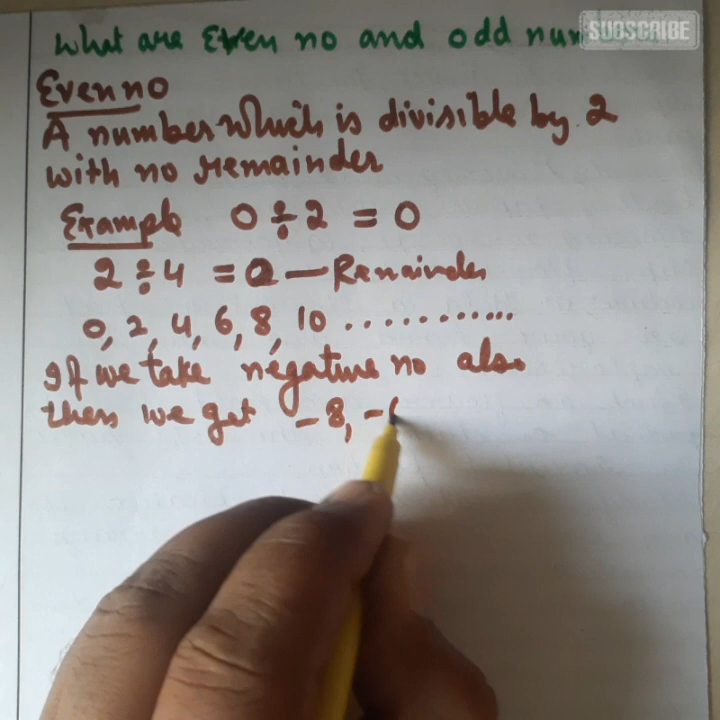 What are Even no and odd num
SUBSCRIBE
Even no
A number which is divisible by 2
with no remainder
Example 0 ÷ 2 = 0
2 ÷ 4 = 0 — Remainder
0, 2, 4, 6, 8, 10 ............
If we take negative no also
then we get -8, -